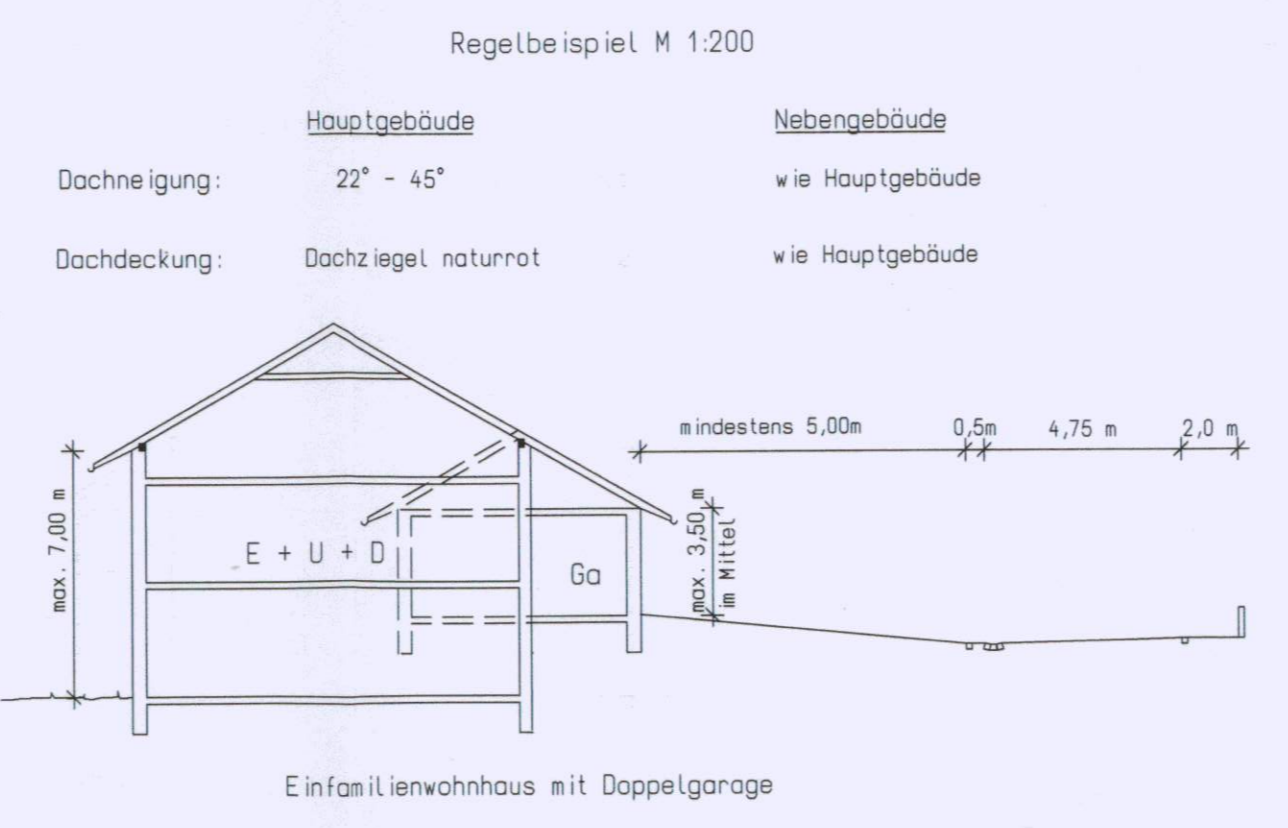 Regelbeispiel M 1:200
Hauptgebäude Nebengebäude
Dachneigung: 22° - 45° wie Hauptgebäude
Dachdeckung: Dachziegel naturrot wie Hauptgebäude
mindestens 5,00m 0,5m 4,75 m 2,0 m
max. 7,00 m
E + U + D
Ga
max. 3,50 m
im Mittel
Einfamilienwohnhaus mit Doppelgarage